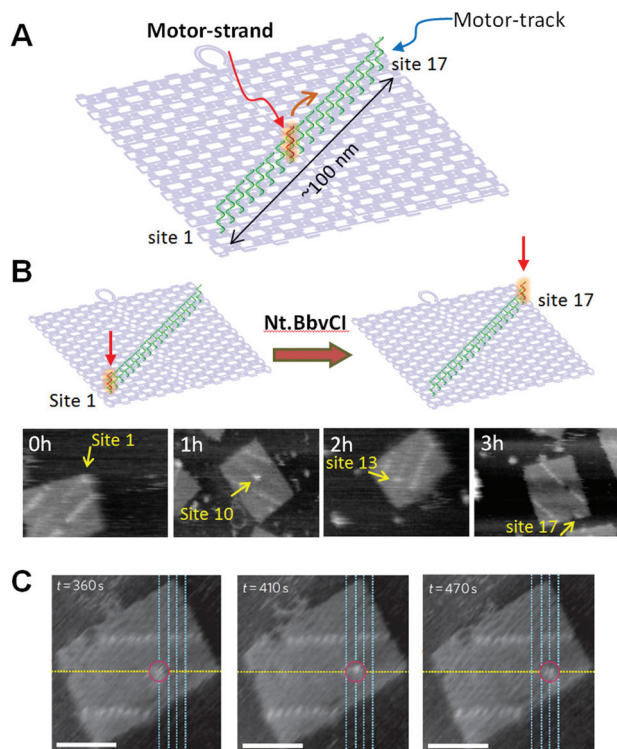 A
Motor-strand
Motor-track
site 17
~100 nm
site 1
B
Nt.BbvCI
site 17
Site 1
0h
Site 1
1h
Site 10
2h
site 13
3h
site 17
C
t = 360 s
t = 410 s
t = 470 s